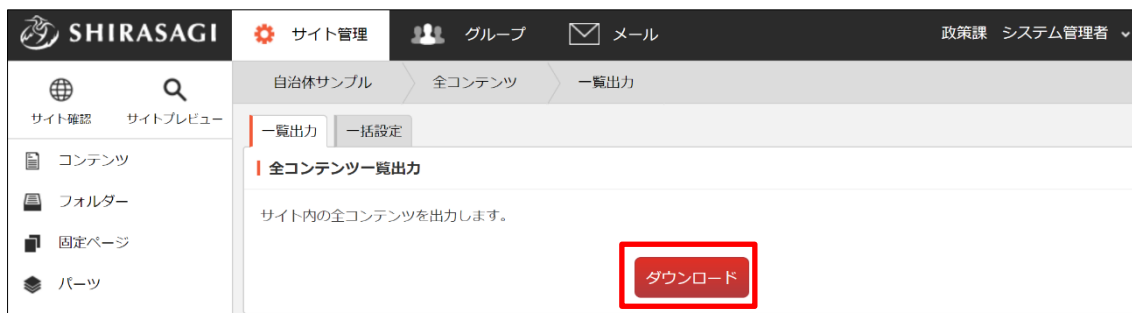 SHIRASAGI サイト管理 グループ メール 政策課 システム管理者
自治体サンプル 全コンテンツ 一覧出力
サイト確認 サイトプレビュー
一覧出力 一括設定
コンテンツ
全コンテンツ一覧出力
フォルダー
サイト内の全コンテンツを出力します。
固定ページ
ダウンロード
パーツ